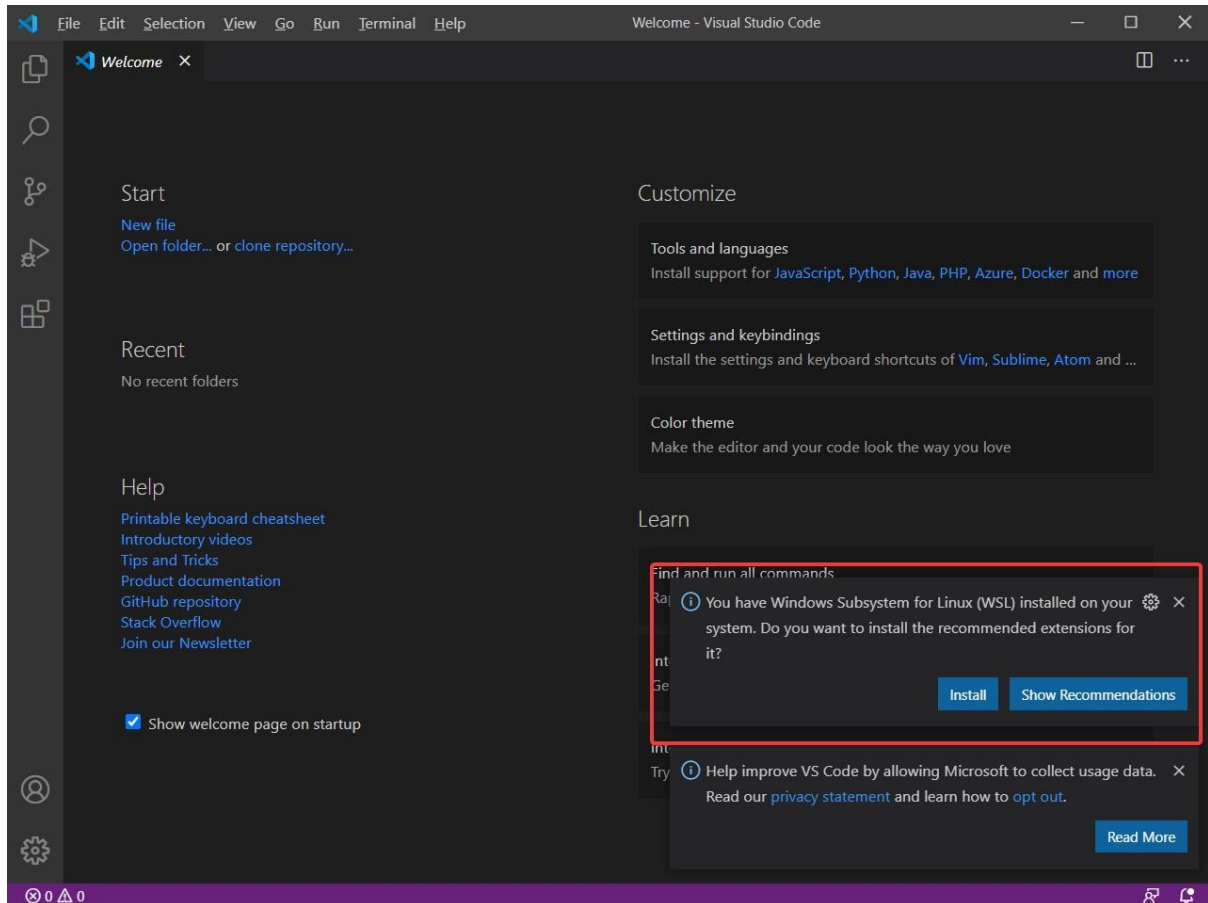 File Edit Selection View Go Run Terminal Help
Welcome - Visual Studio Code
Welcome
Start
New file
Open folder... or clone repository...
Recent
No recent folders
Help
Printable keyboard cheatsheet
Introductory videos
Tips and Tricks
Product documentation
GitHub repository
Stack Overflow
Join our Newsletter
Show welcome page on startup
Customize
Tools and languages
Install support for JavaScript, Python, Java, PHP, Azure, Docker and more
Settings and keybindings
Install the settings and keyboard shortcuts of Vim, Sublime, Atom and ...
Color theme
Make the editor and your code look the way you love
Learn
Find and run all commands
You have Windows Subsystem for Linux (WSL) installed on your
system. Do you want to install the recommended extensions for
it?
Install Show Recommendations
Try
Help improve VS Code by allowing Microsoft to collect usage data.
Read our privacy statement and learn how to opt out.
Read More
0 0